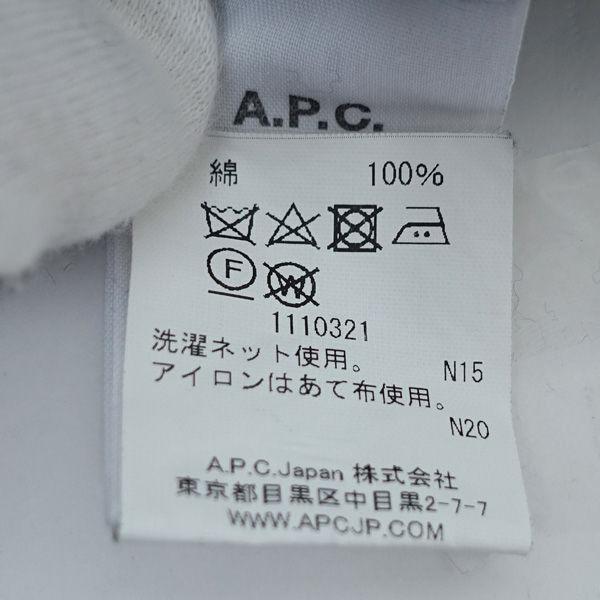 A.P.C.
綿 100%
F W
1110321
洗濯ネット使用。 N15
アイロンはあて布使用。
N20
A.P.C.Japan 株式会社
東京都目黒区中目黒2-7-7
WWW.APCJP.COM